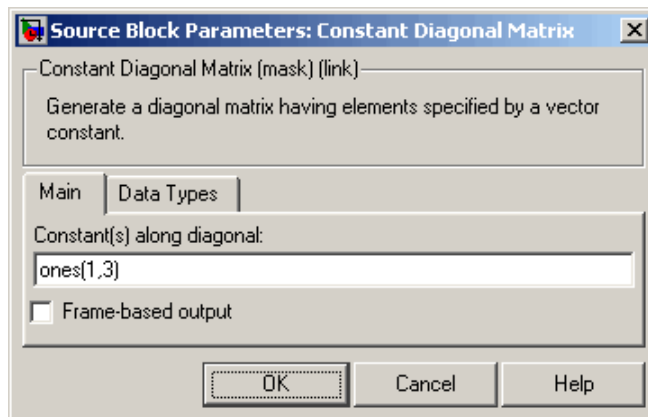 Source Block Parameters: Constant Diagonal Matrix
Constant Diagonal Matrix (mask) (link)
Generate a diagonal matrix having elements specified by a vector
constant.
Main Data Types
Constant(s) along diagonal:
ones(1,3)
Frame-based output
OK Cancel Help